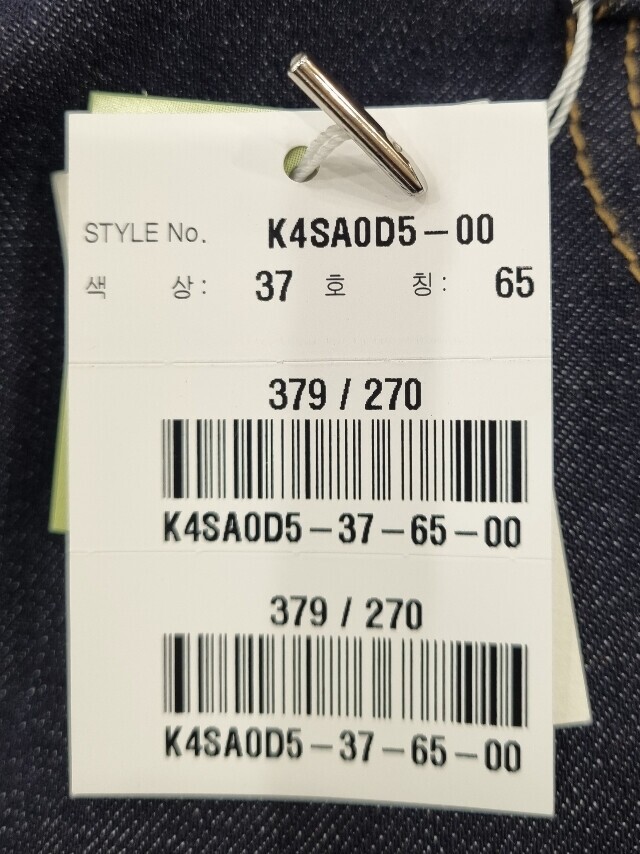 STYLE No. K4SA0D5-00
색 상: 37 호 칭: 65
379 / 270
K4SA0D5-37-65-00
379 / 270
K4SA0D5-37-65-00